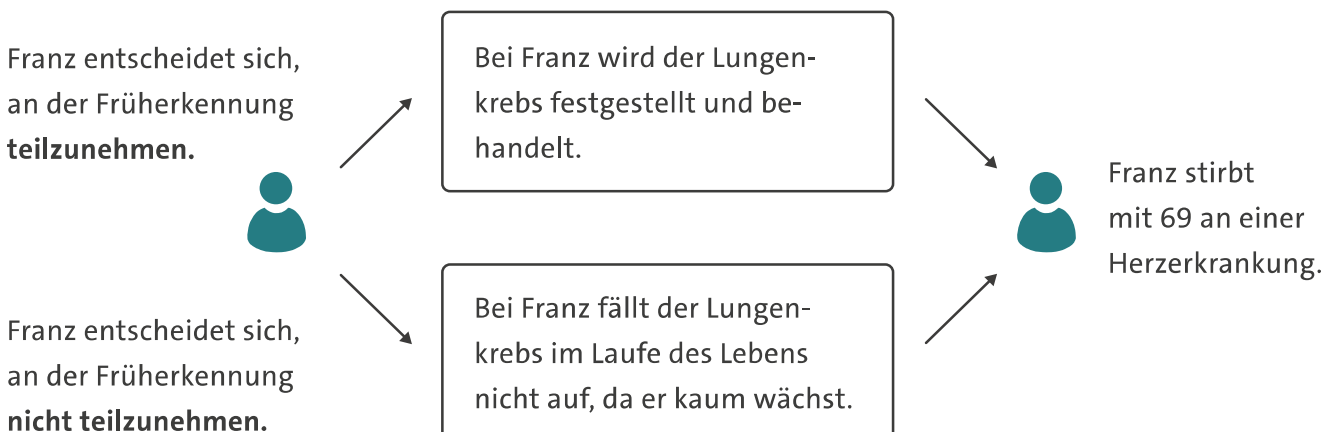 Franz entscheidet sich,
an der Früherkennung
teilzunehmen.
Bei Franz wird der Lungen-
krebs festgestellt und be-
handelt.
Franz entscheidet sich,
an der Früherkennung
nicht teilzunehmen.
Bei Franz fällt der Lungen-
krebs im Laufe des Lebens
nicht auf, da er kaum wächst.
Franz stirbt
mit 69 an einer
Herzerkrankung.